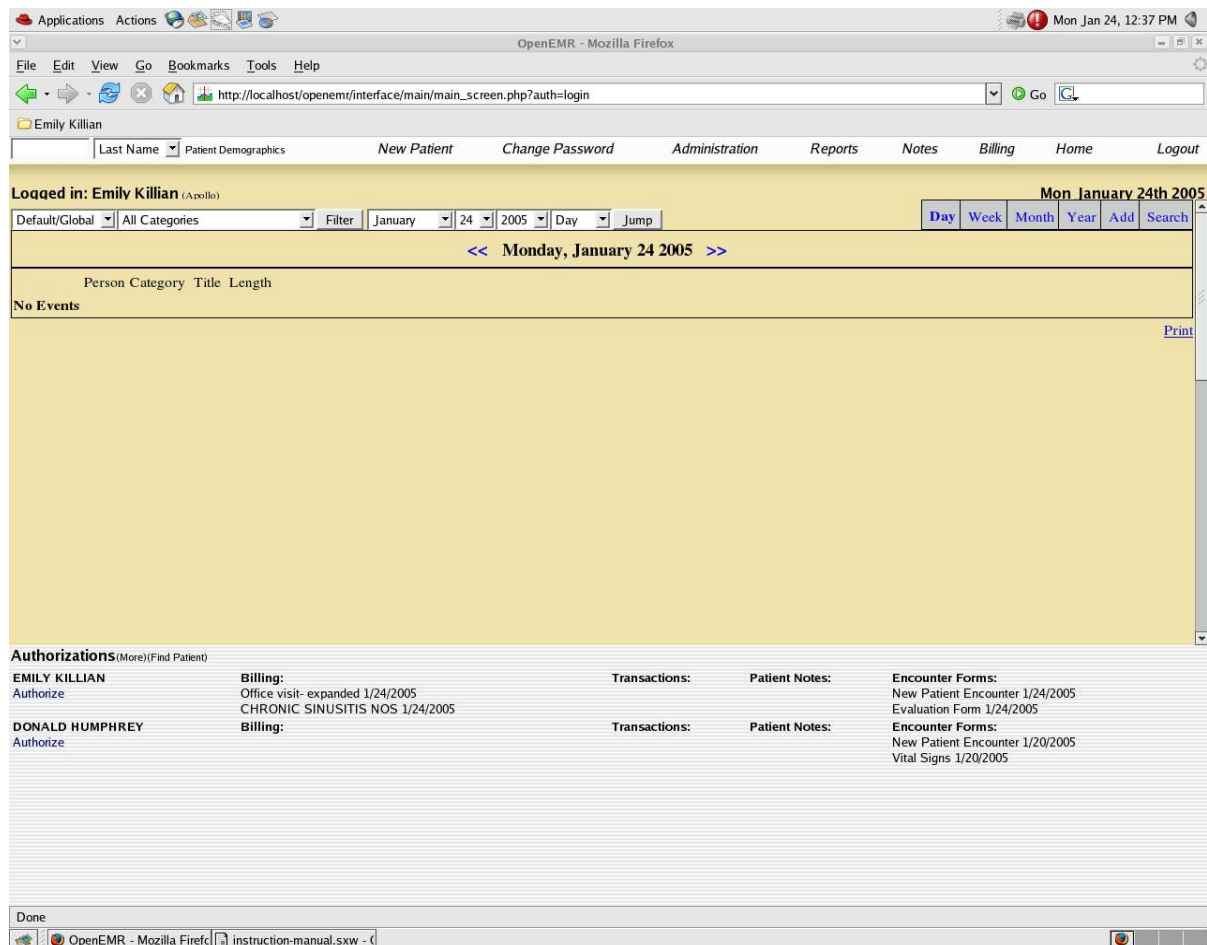 Applications Actions Mon Jan 24, 12:37 PM
OpenEMR - Mozilla Firefox
File Edit View Go Bookmarks Tools Help
http://localhost/openemr/interface/main/main_screen.php?auth=login Go G
Emily Killian
Last Name Patient Demographics New Patient Change Password Administration Reports Notes Billing Home Logout
Logged in: Emily Killian (Apollo) Mon January 24th 2005
Default/Global All Categories Filter January 24 2005 Day Jump Day Week Month Year Add Search
<< Monday, January 24 2005 >>
Person Category Title Length
No Events
Print
Authorizations(More)(Find Patient)
EMILY KILLIAN Billing: Transactions: Patient Notes: Encounter Forms:
Authorize Office visit- expanded 1/24/2005 New Patient Encounter 1/24/2005
CHRONIC SINUSITIS NOS 1/24/2005 Evaluation Form 1/24/2005
DONALD HUMPHREY Billing: Transactions: Patient Notes: Encounter Forms:
Authorize New Patient Encounter 1/20/2005
Vital Signs 1/20/2005
Done
OpenEMR - Mozilla Firefo instruction-manual.sxw - (